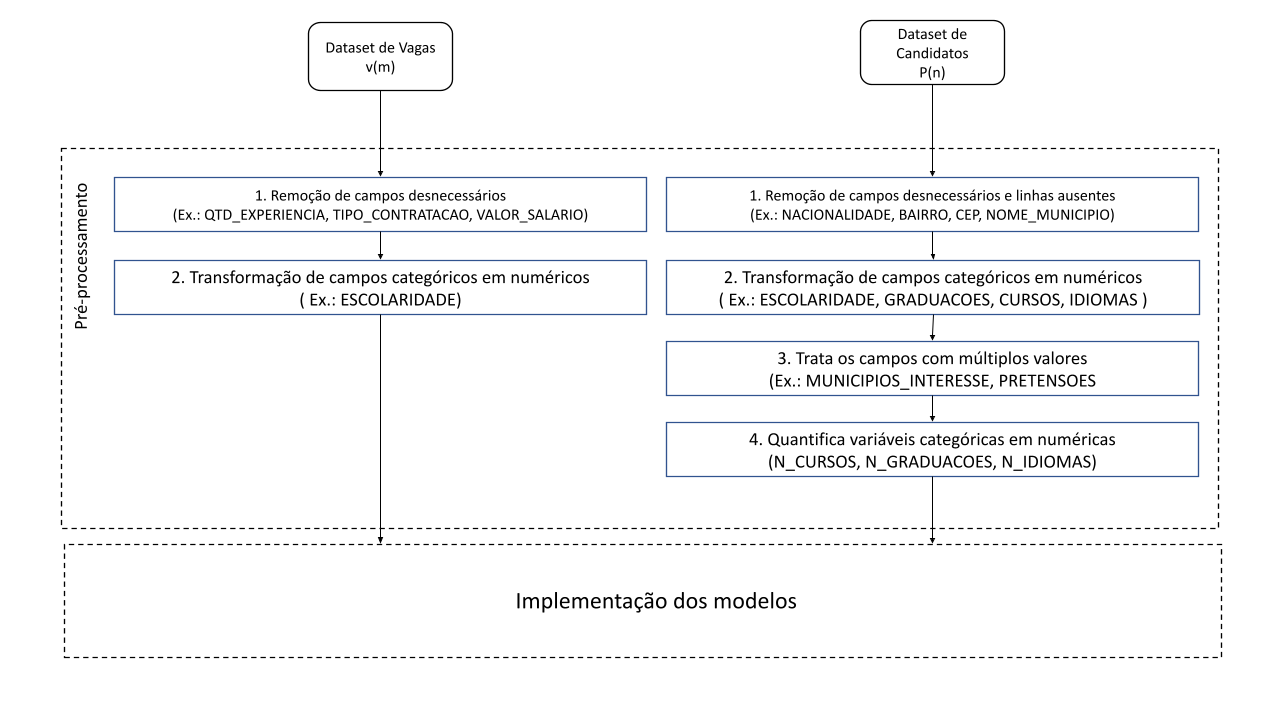 Dataset de Vagas
v(m)
Dataset de
Candidatos
P(n)
Pré-processamento
1. Remoção de campos desnecessários
(Ex.: QTD_EXPERIENCIA, TIPO_CONTRATACAO, VALOR_SALARIO)
2. Transformação de campos categóricos em numéricos
( Ex.: ESCOLARIDADE)
1. Remoção de campos desnecessários e linhas ausentes
(Ex.: NACIONALIDADE, BAIRRO, CEP, NOME_MUNICIPIO)
2. Transformação de campos categóricos em numéricos
( Ex.: ESCOLARIDADE, GRADUACOES, CURSOS, IDIOMAS )
3. Trata os campos com múltiplos valores
(Ex.: MUNICIPIOS_INTERESSE, PRETENSOES
4. Quantifica variáveis categóricas em numéricas
(N_CURSOS, N_GRADUACOES, N_IDIOMAS)
Implementação dos modelos